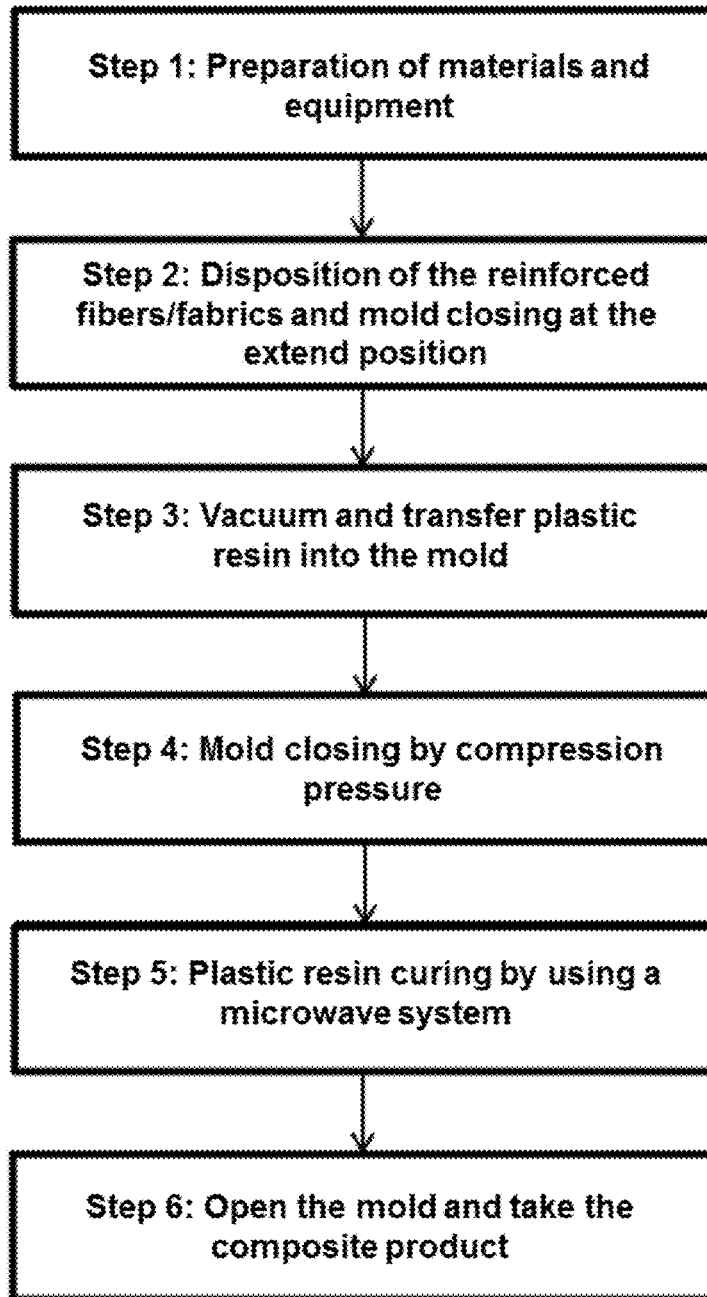 Step 1: Preparation of materials and
equipment
Step 2: Disposition of the reinforced
fibers/fabrics and mold closing at the
extend position
Step 3: Vacuum and transfer plastic
resin into the mold
Step 4: Mold closing by compression
pressure
Step 5: Plastic resin curing by using a
microwave system
Step 6: Open the mold and take the
composite product